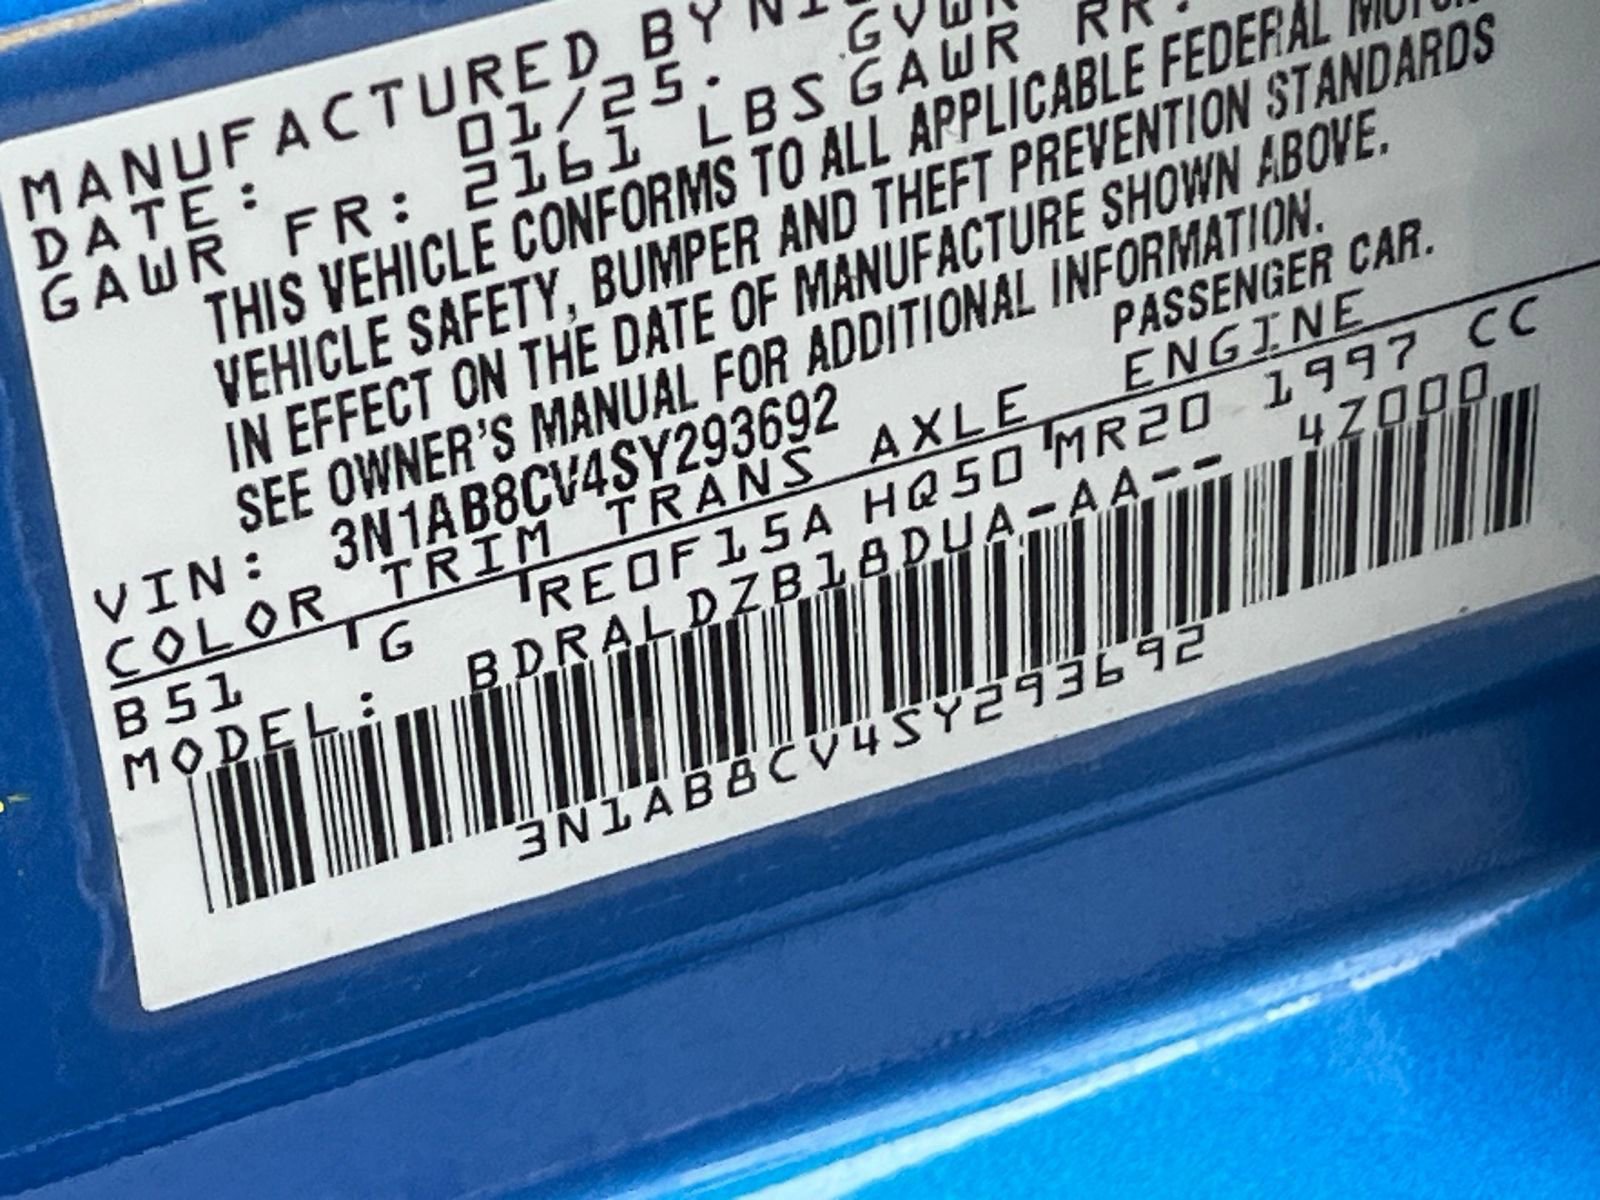 MANUFACTURED BY
DATE: 01/25. GVWR
GAWR FR: 2161 LBS GAWR RR:
THIS VEHICLE CONFORMS TO ALL APPLICABLE FEDERAL MOTOR
VEHICLE SAFETY, BUMPER AND THEFT PREVENTION STANDARDS
IN EFFECT ON THE DATE OF MANUFACTURE SHOWN ABOVE.
SEE OWNER'S MANUAL FOR ADDITIONAL INFORMATION.
VIN: 3N1AB8CV4SY293692 PASSENGER CAR.
COLOR TRIM TRANS AXLE ENGINE
B51 G RE0F15A HQ50 MR20 1997 CC
MODEL: BDRALDZB18DUA-AA-- 4Z000
3N1AB8CV4SY293692